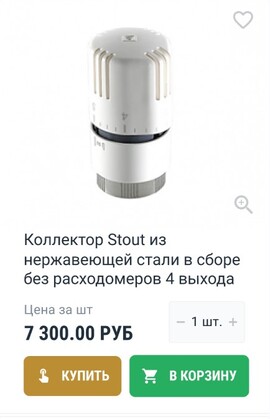 Коллектор Stout из
нержавеющей стали в сборе
без расходомеров 4 выхода
Цена за шт
7 300.00 РУБ
− 1 шт. +
КУПИТЬ
В КОРЗИНУ